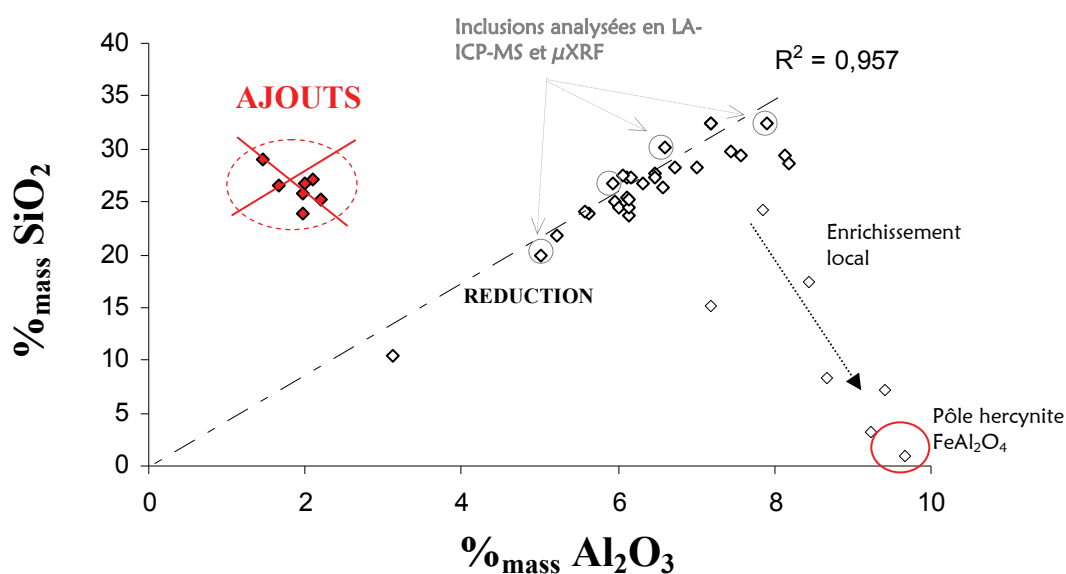 Inclusions analysées en LA-
ICP-MS et µXRF
R² = 0,957
AJOUTS
%mass SiO₂
40
35
30
25
20
15
10
5
0
REDUCTION
Enrichissement
local
Pôle hercynite
FeAl₂O₄
0 2 4 6 8 10
%mass Al₂O₃